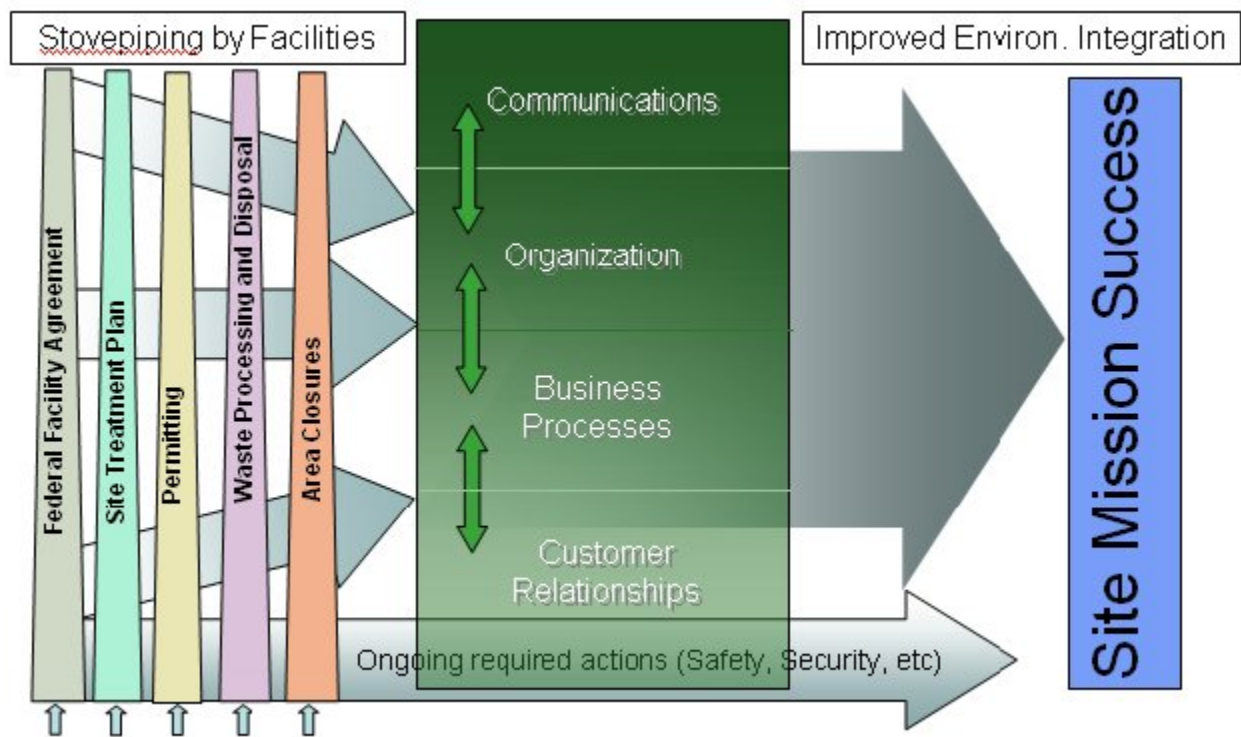 Stovepiping by Facilities
Improved Environ. Integration
Communications
Organization
Business
Processes
Customer
Relationships
Federal Facility Agreement
Site Treatment Plan
Permitting
Waste Processing and Disposal
Area Closures
Ongoing required actions (Safety, Security, etc)
Site Mission Success